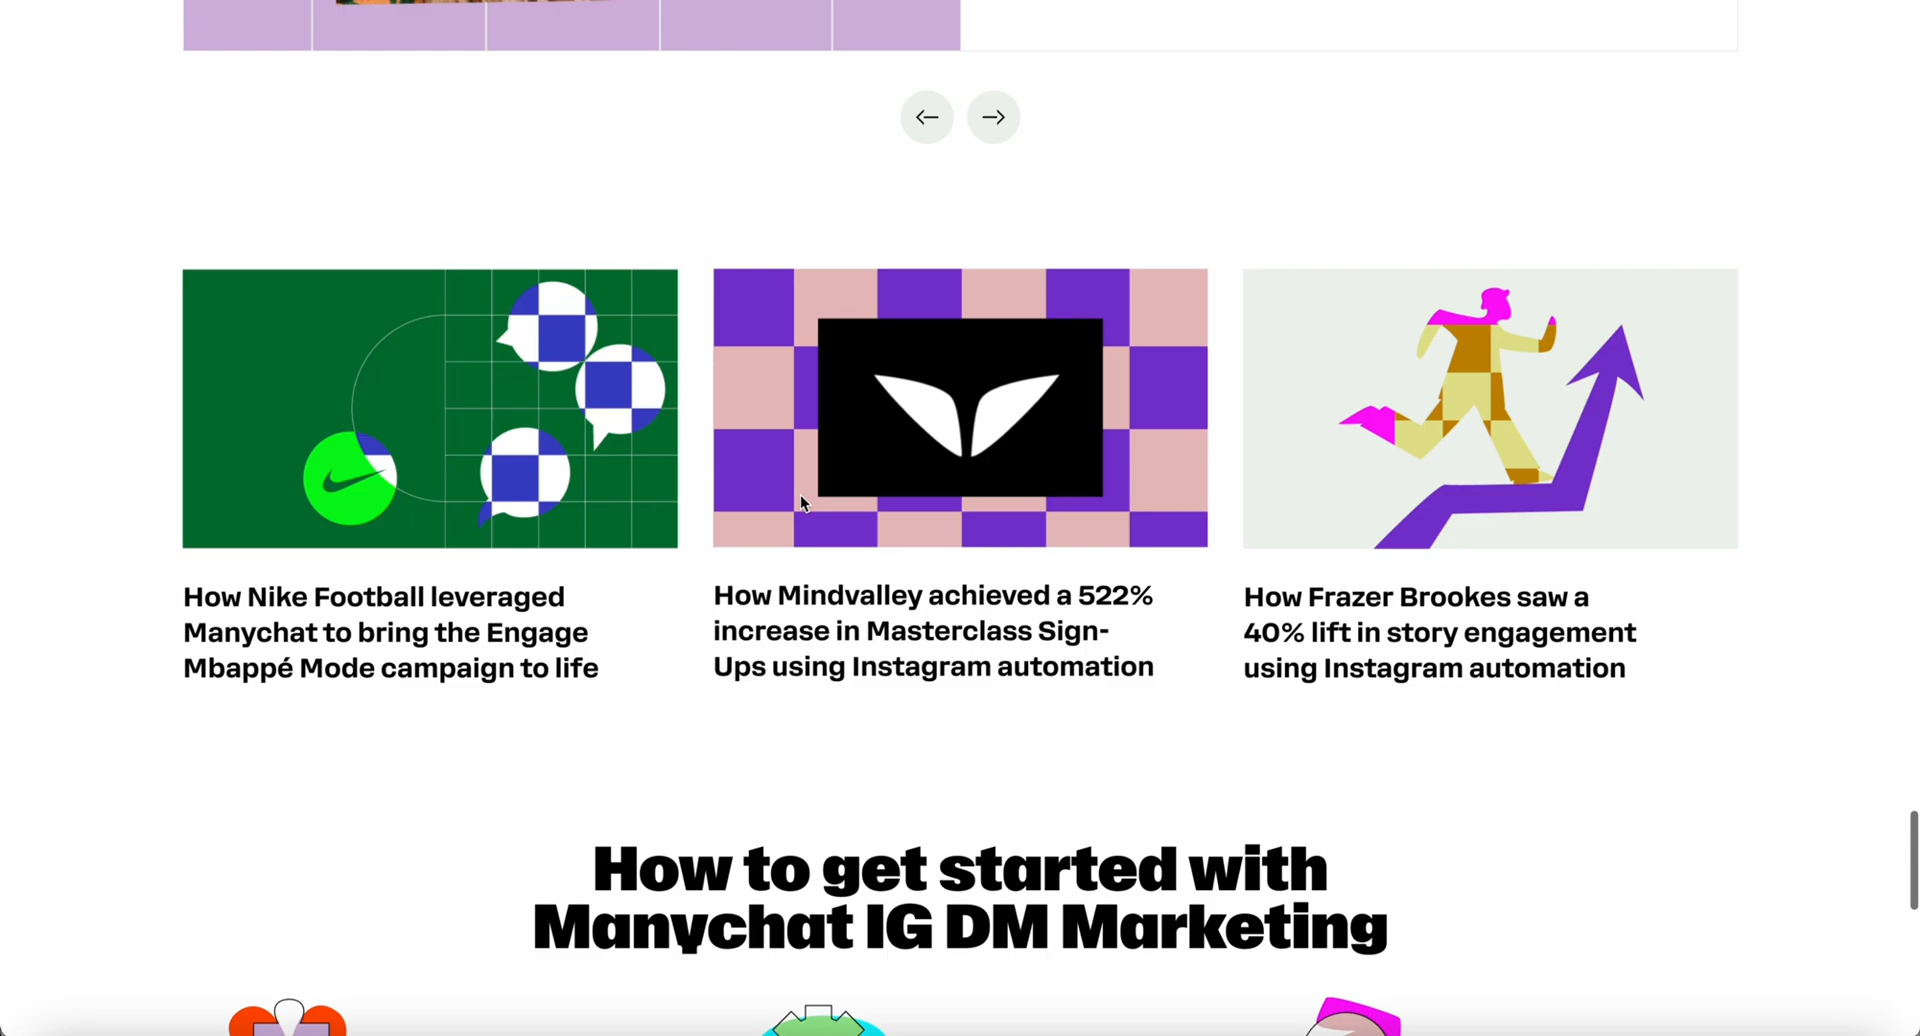 How Nike Football leveraged
Manychat to bring the Engage
Mbappé Mode campaign to life
How Mindvalley achieved a 522%
increase in Masterclass Sign-
Ups using Instagram automation
How Frazer Brookes saw a
40% lift in story engagement
using Instagram automation
How to get started with
Manychat IG DM Marketing